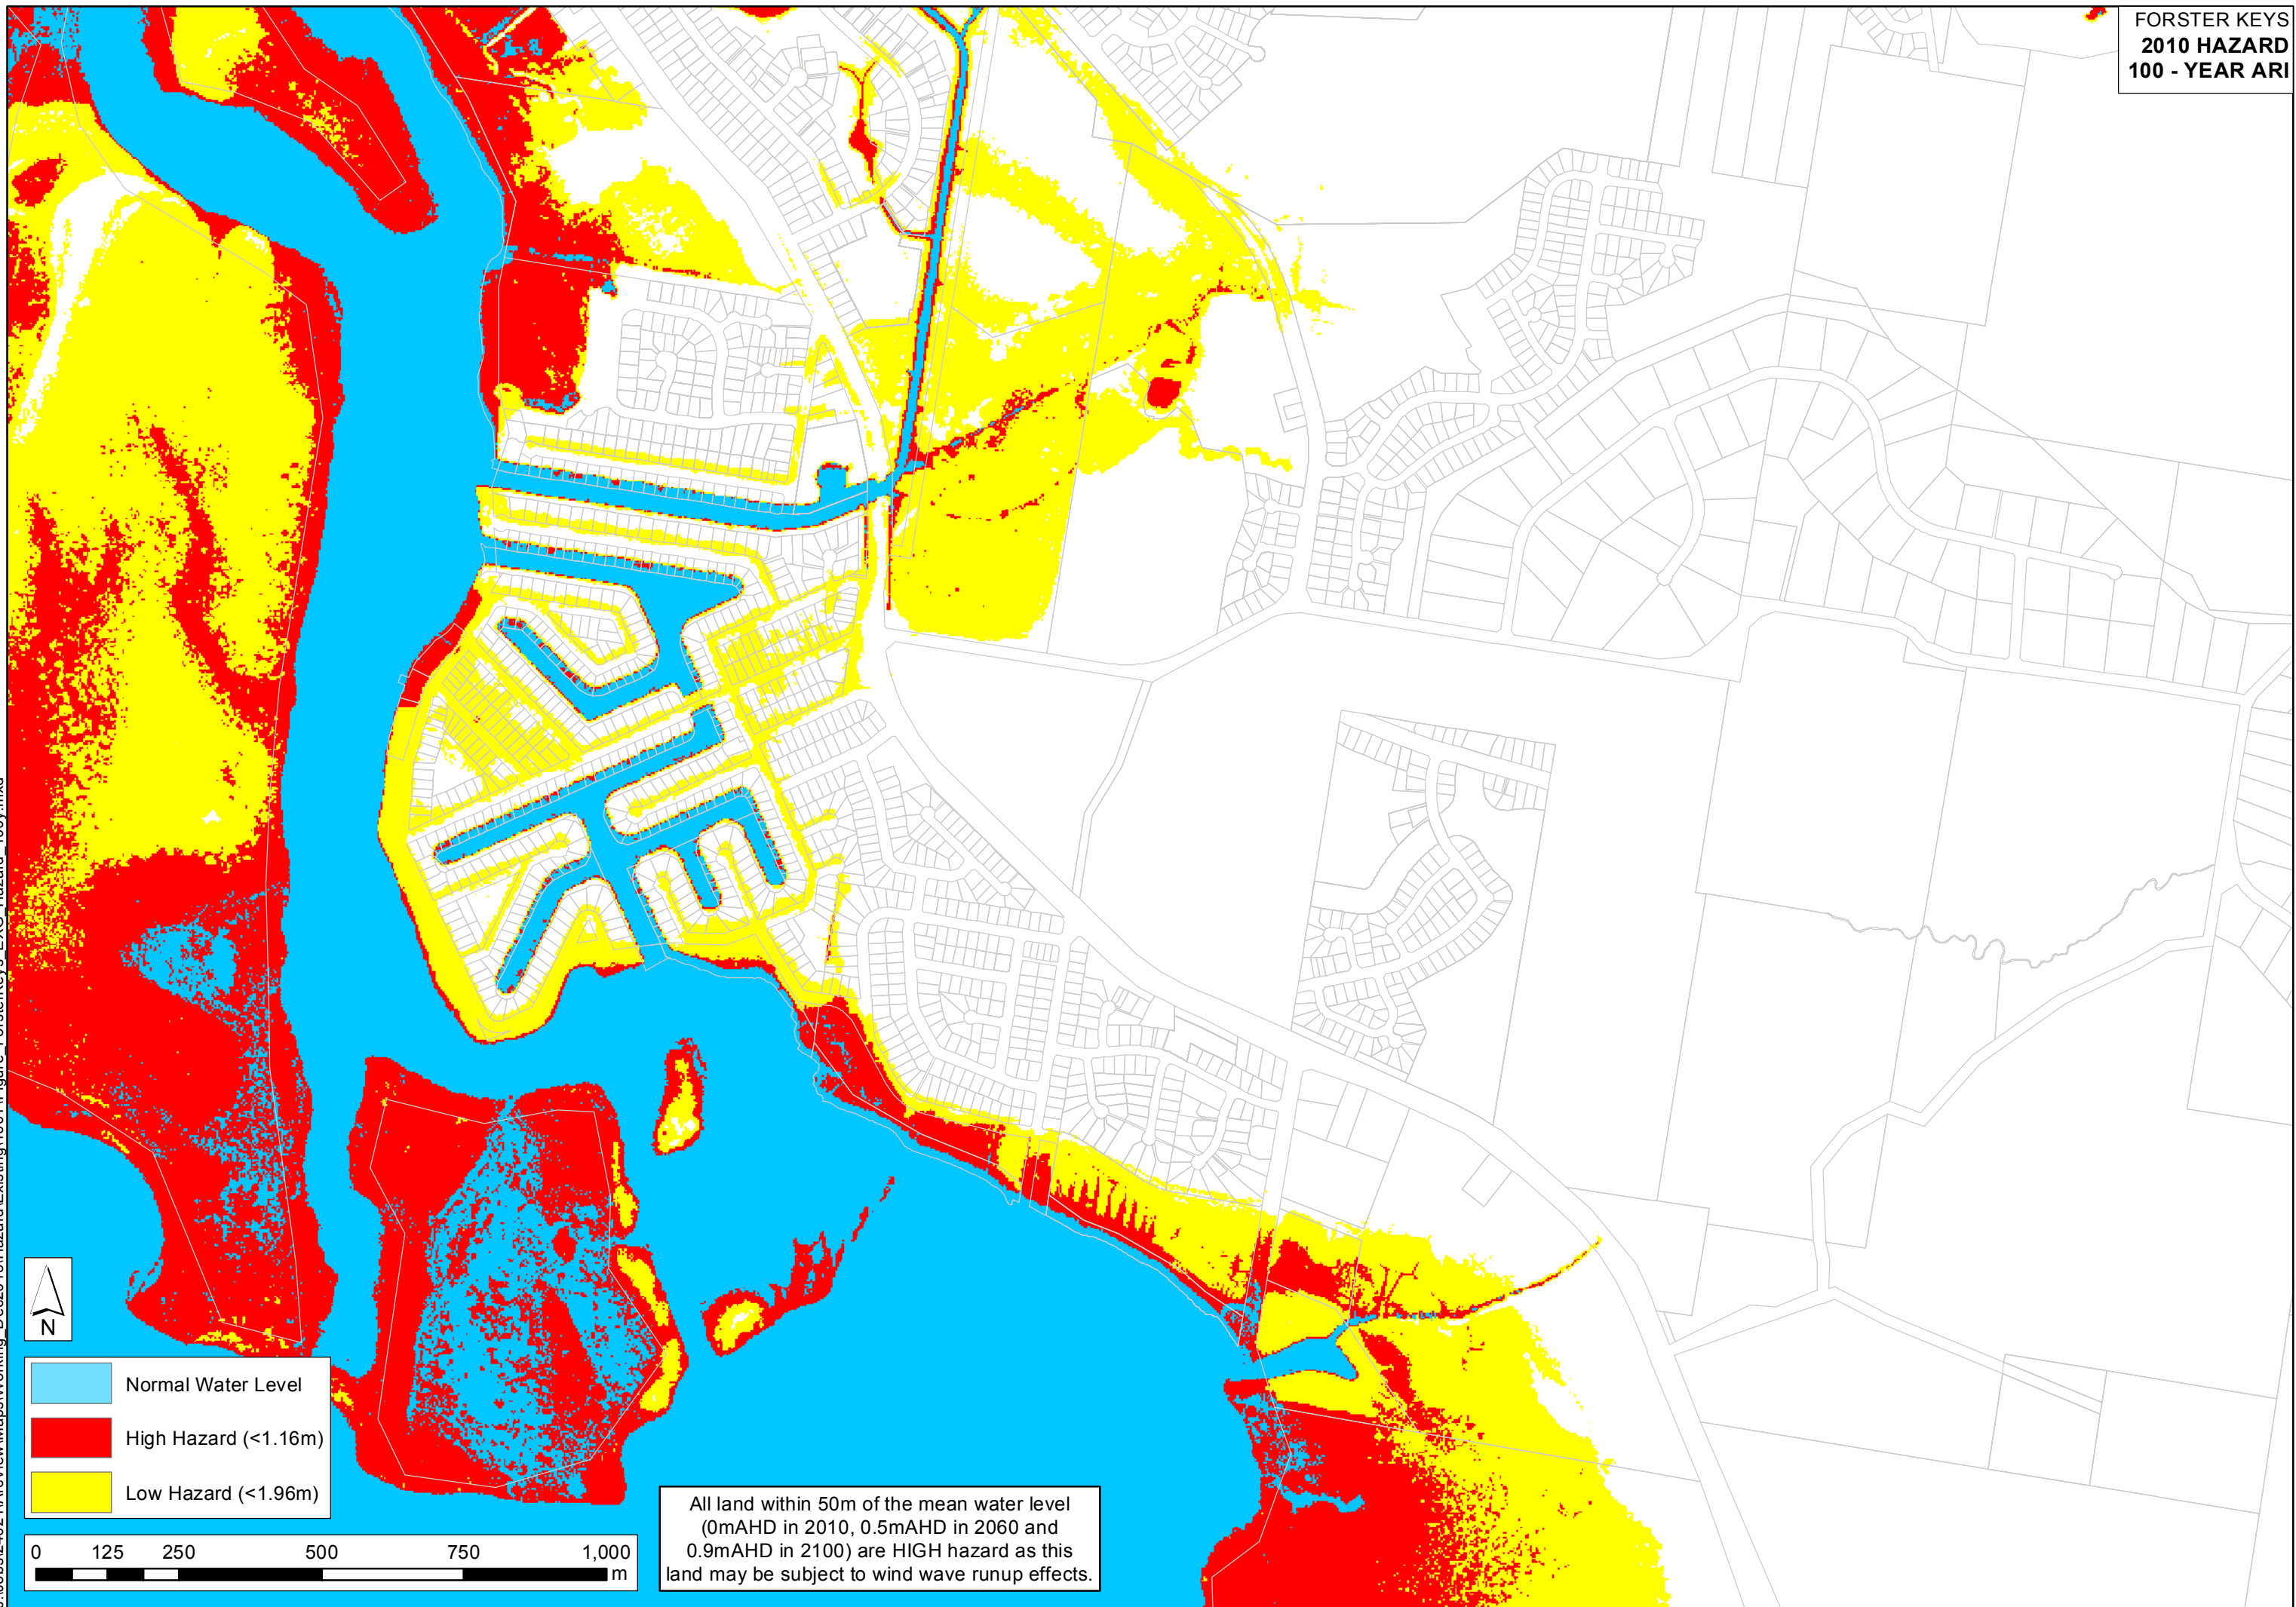 FORSTER KEYS
2010 HAZARD
100 - YEAR ARI
N
Normal Water Level
High Hazard (<1.16m)
Low Hazard (<1.96m)
0 125 250 500 750 1,000
m
All land within 50m of the mean water level
(0mAHD in 2010, 0.5mAHD in 2060 and
0.9mAHD in 2100) are HIGH hazard as this
land may be subject to wind wave runup effects.